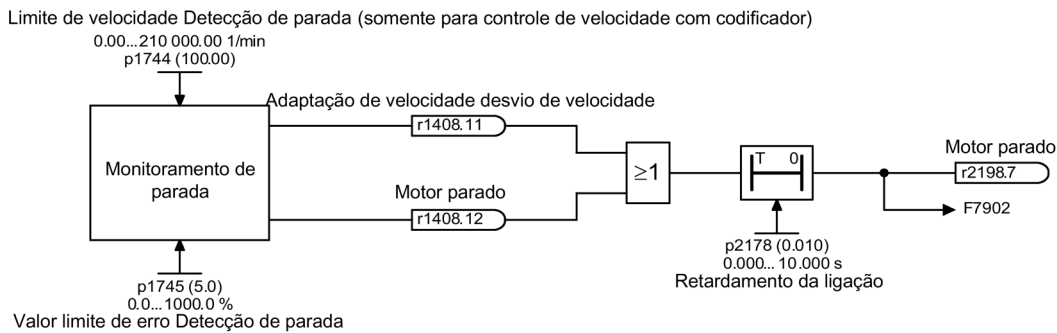 Limite de velocidade Detecção de parada (somente para controle de velocidade com codificador)
0.00...210 000.00 1/min
p1744 (100.00)
Adaptação de velocidade desvio de velocidade
r1408.11
Monitoramento de
parada
Motor parado
r1408.12
≥1
T 0
Motor parado
r2198.7
F7902
p2178 (0.010)
0.000... 10.000 s
Retardamento da ligação
p1745 (5.0)
0.0...1000.0 %
Valor limite de erro Detecção de parada